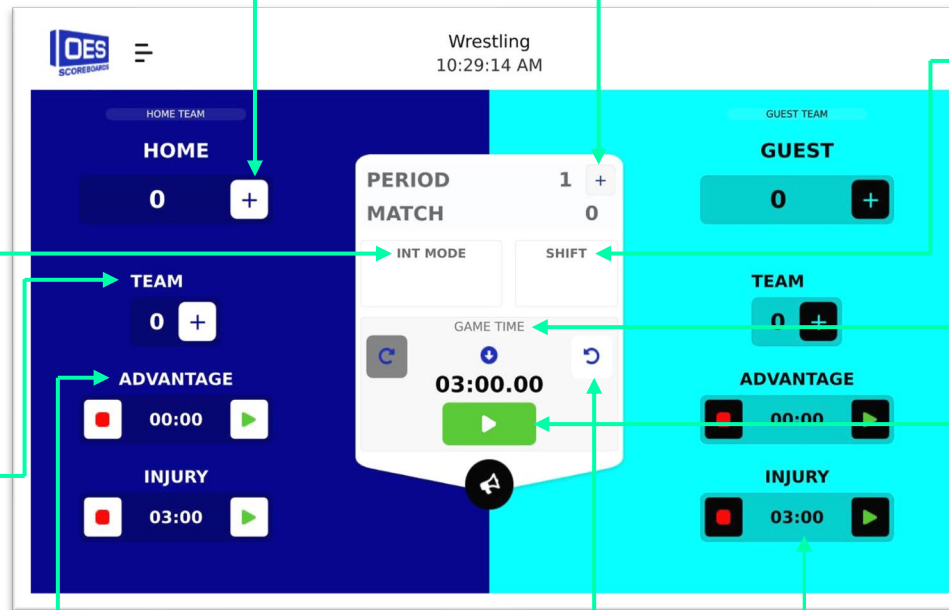 OES
SCOREBOARDS
Wrestling
10:29:14 AM
HOME TEAM
HOME
0 +
TEAM
0 +
ADVANTAGE
00:00
INJURY
03:00
PERIOD 1 +
MATCH 0
INT MODE
SHIFT
GAME TIME
03:00.00
GUEST TEAM
GUEST
0 +
TEAM
0 +
ADVANTAGE
00:00
INJURY
03:00